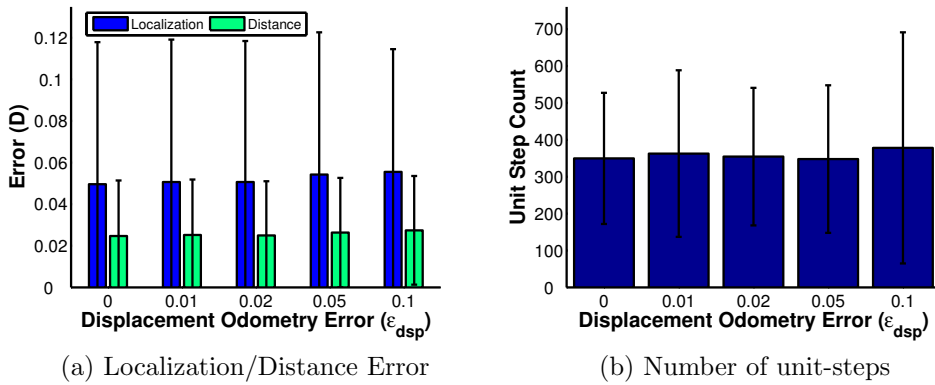 Localization Distance
0.12
0.1
0.08
0.06
0.04
0.02
0
Error (D)
0 0.01 0.02 0.05 0.1
Displacement Odometry Error (ε_dsp)
(a) Localization/Distance Error
700
600
500
400
300
200
100
0
Unit Step Count
0 0.01 0.02 0.05 0.1
Displacement Odometry Error (ε_dsp)
(b) Number of unit-steps